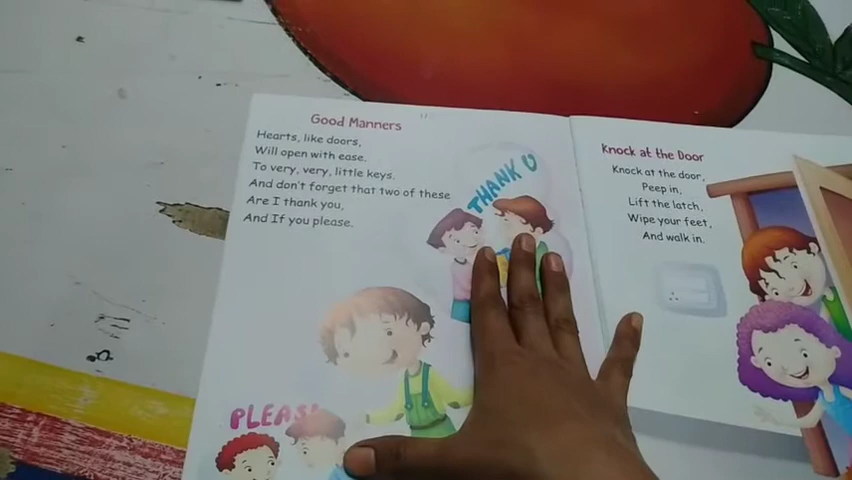 Good Manners
Hearts, like doors,
Will open with ease.
To very, very, little keys.
And don't forget that two of these
Are I thank you,
And If you please.
THANK U
PLEAS
Knock at the Door
Knock at the door,
Peep in,
Lift the latch,
Wipe your feet,
And walk in.